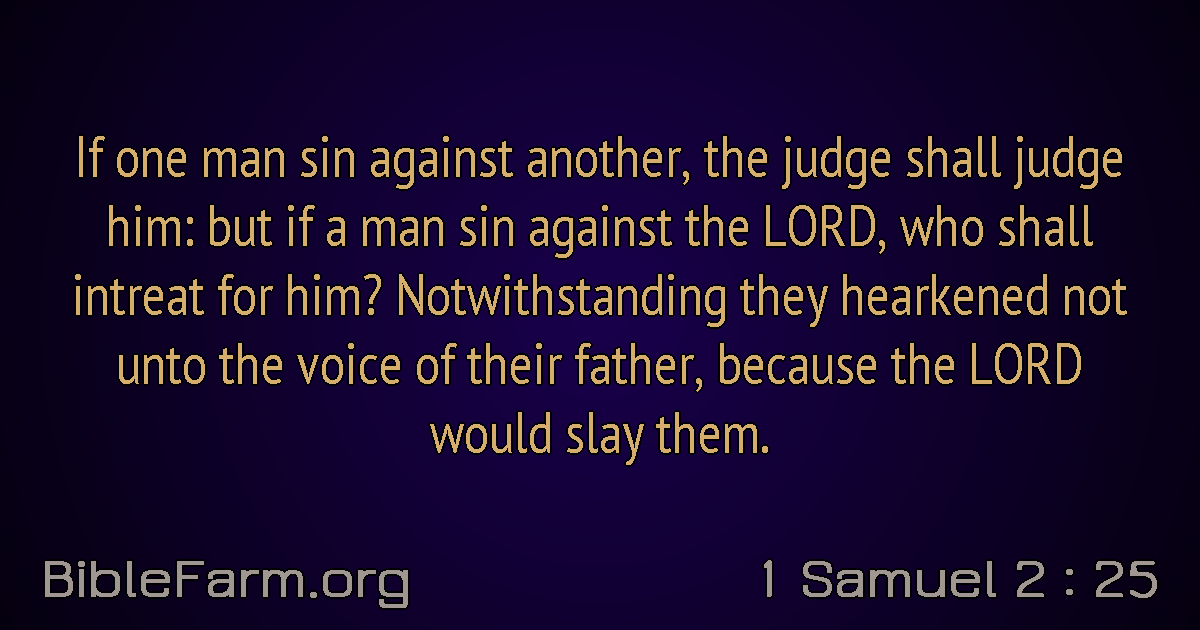 If one man sin against another, the judge shall judge
him: but if a man sin against the LORD, who shall
intreat for him? Notwithstanding they hearkened not
unto the voice of their father, because the LORD
would slay them.
BibleFarm.org
1 Samuel 2 : 25